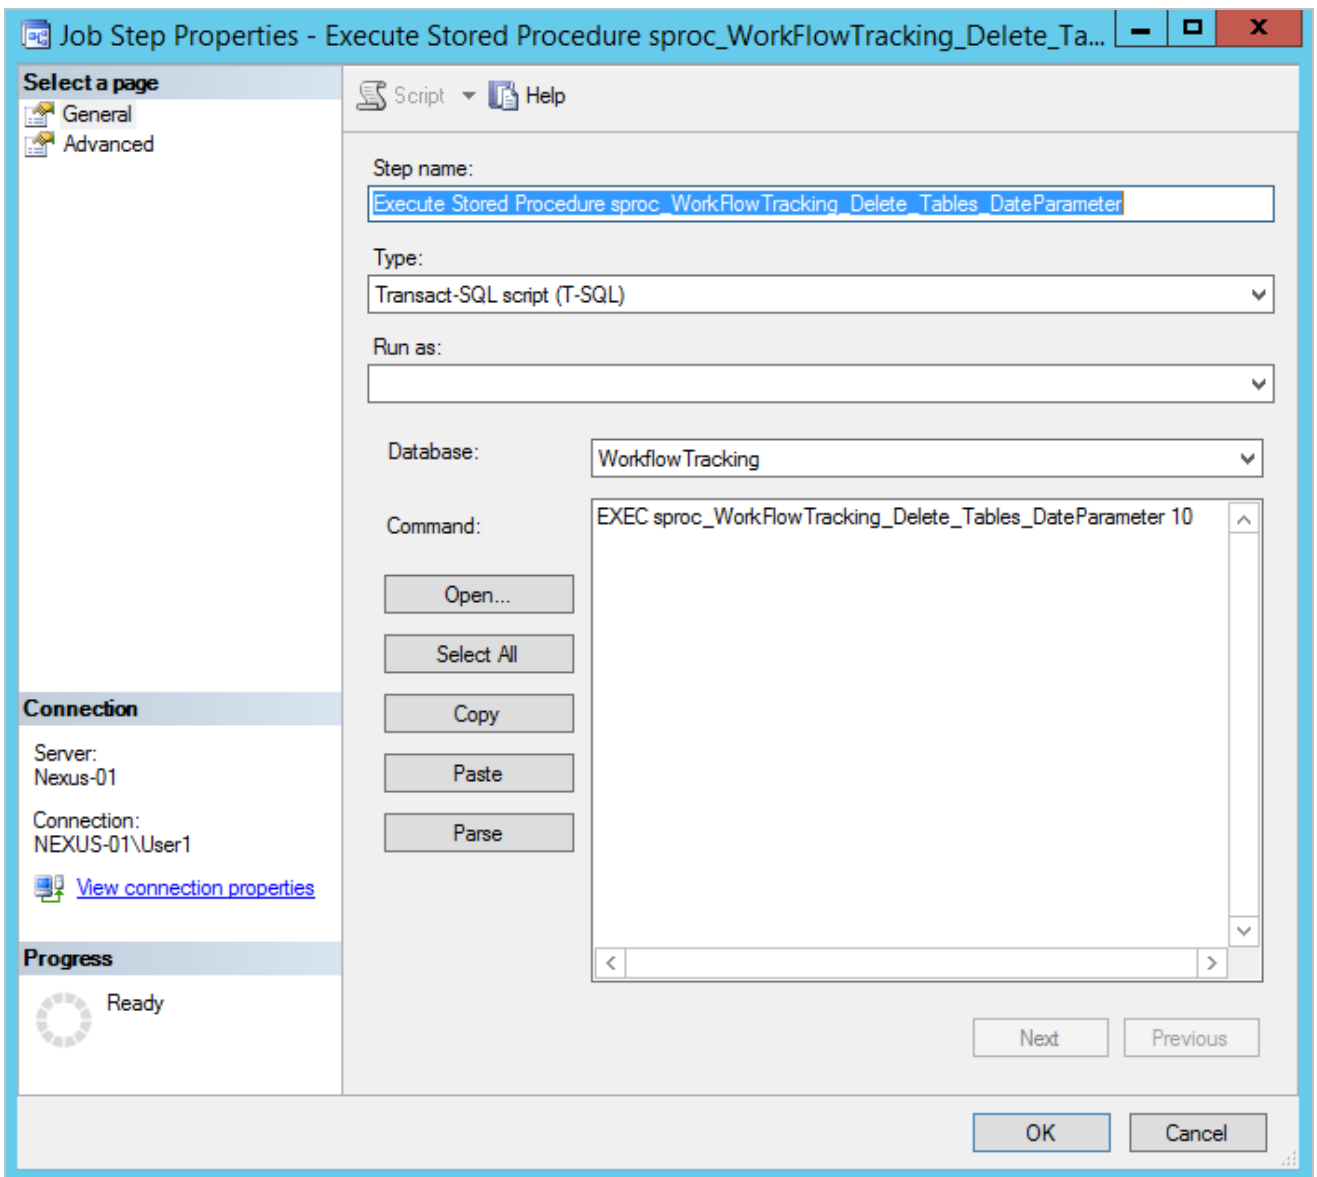 Job Step Properties - Execute Stored Procedure sproc_WorkFlowTracking_Delete_Ta...
Select a page
General
Advanced
Script
Help
Step name:
Execute Stored Procedure sproc_WorkFlowTracking_Delete_Tables_DateParameter
Type:
Transact-SQL script (T-SQL)
Run as:
Database:
WorkflowTracking
Command:
EXEC sproc_WorkFlowTracking_Delete_Tables_DateParameter 10
Open...
Select All
Copy
Paste
Parse
Connection
Server:
Nexus-01
Connection:
NEXUS-01\User1
View connection properties
Progress
Ready
Next
Previous
OK
Cancel